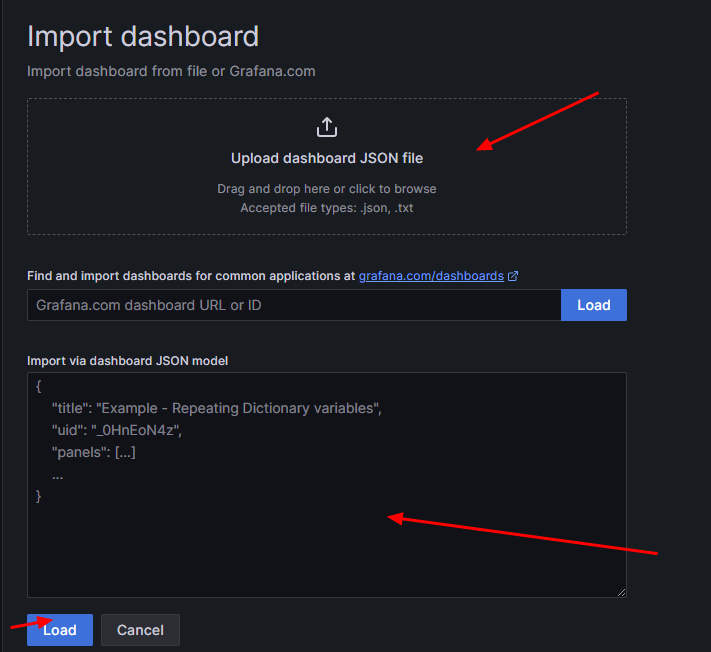 Import dashboard
Import dashboard from file or Grafana.com
Upload dashboard JSON file
Drag and drop here or click to browse
Accepted file types: .json, .txt
Find and import dashboards for common applications at grafana.com/dashboards
Grafana.com dashboard URL or ID
Load
Import via dashboard JSON model
{
"title": "Example - Repeating Dictionary variables",
"uid": "_0HnEoN4z",
"panels": [...]
...
}
Load
Cancel